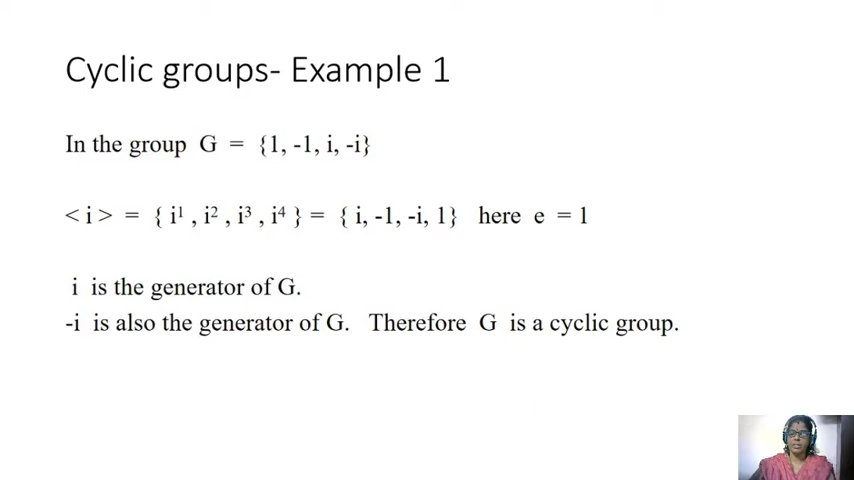 Cyclic groups- Example 1
In the group G = {1, -1, i, -i}
< i > = { i¹ , i² , i³ , i⁴ } = { i, -1, -i, 1} here e = 1
i is the generator of G.
-i is also the generator of G. Therefore G is a cyclic group.